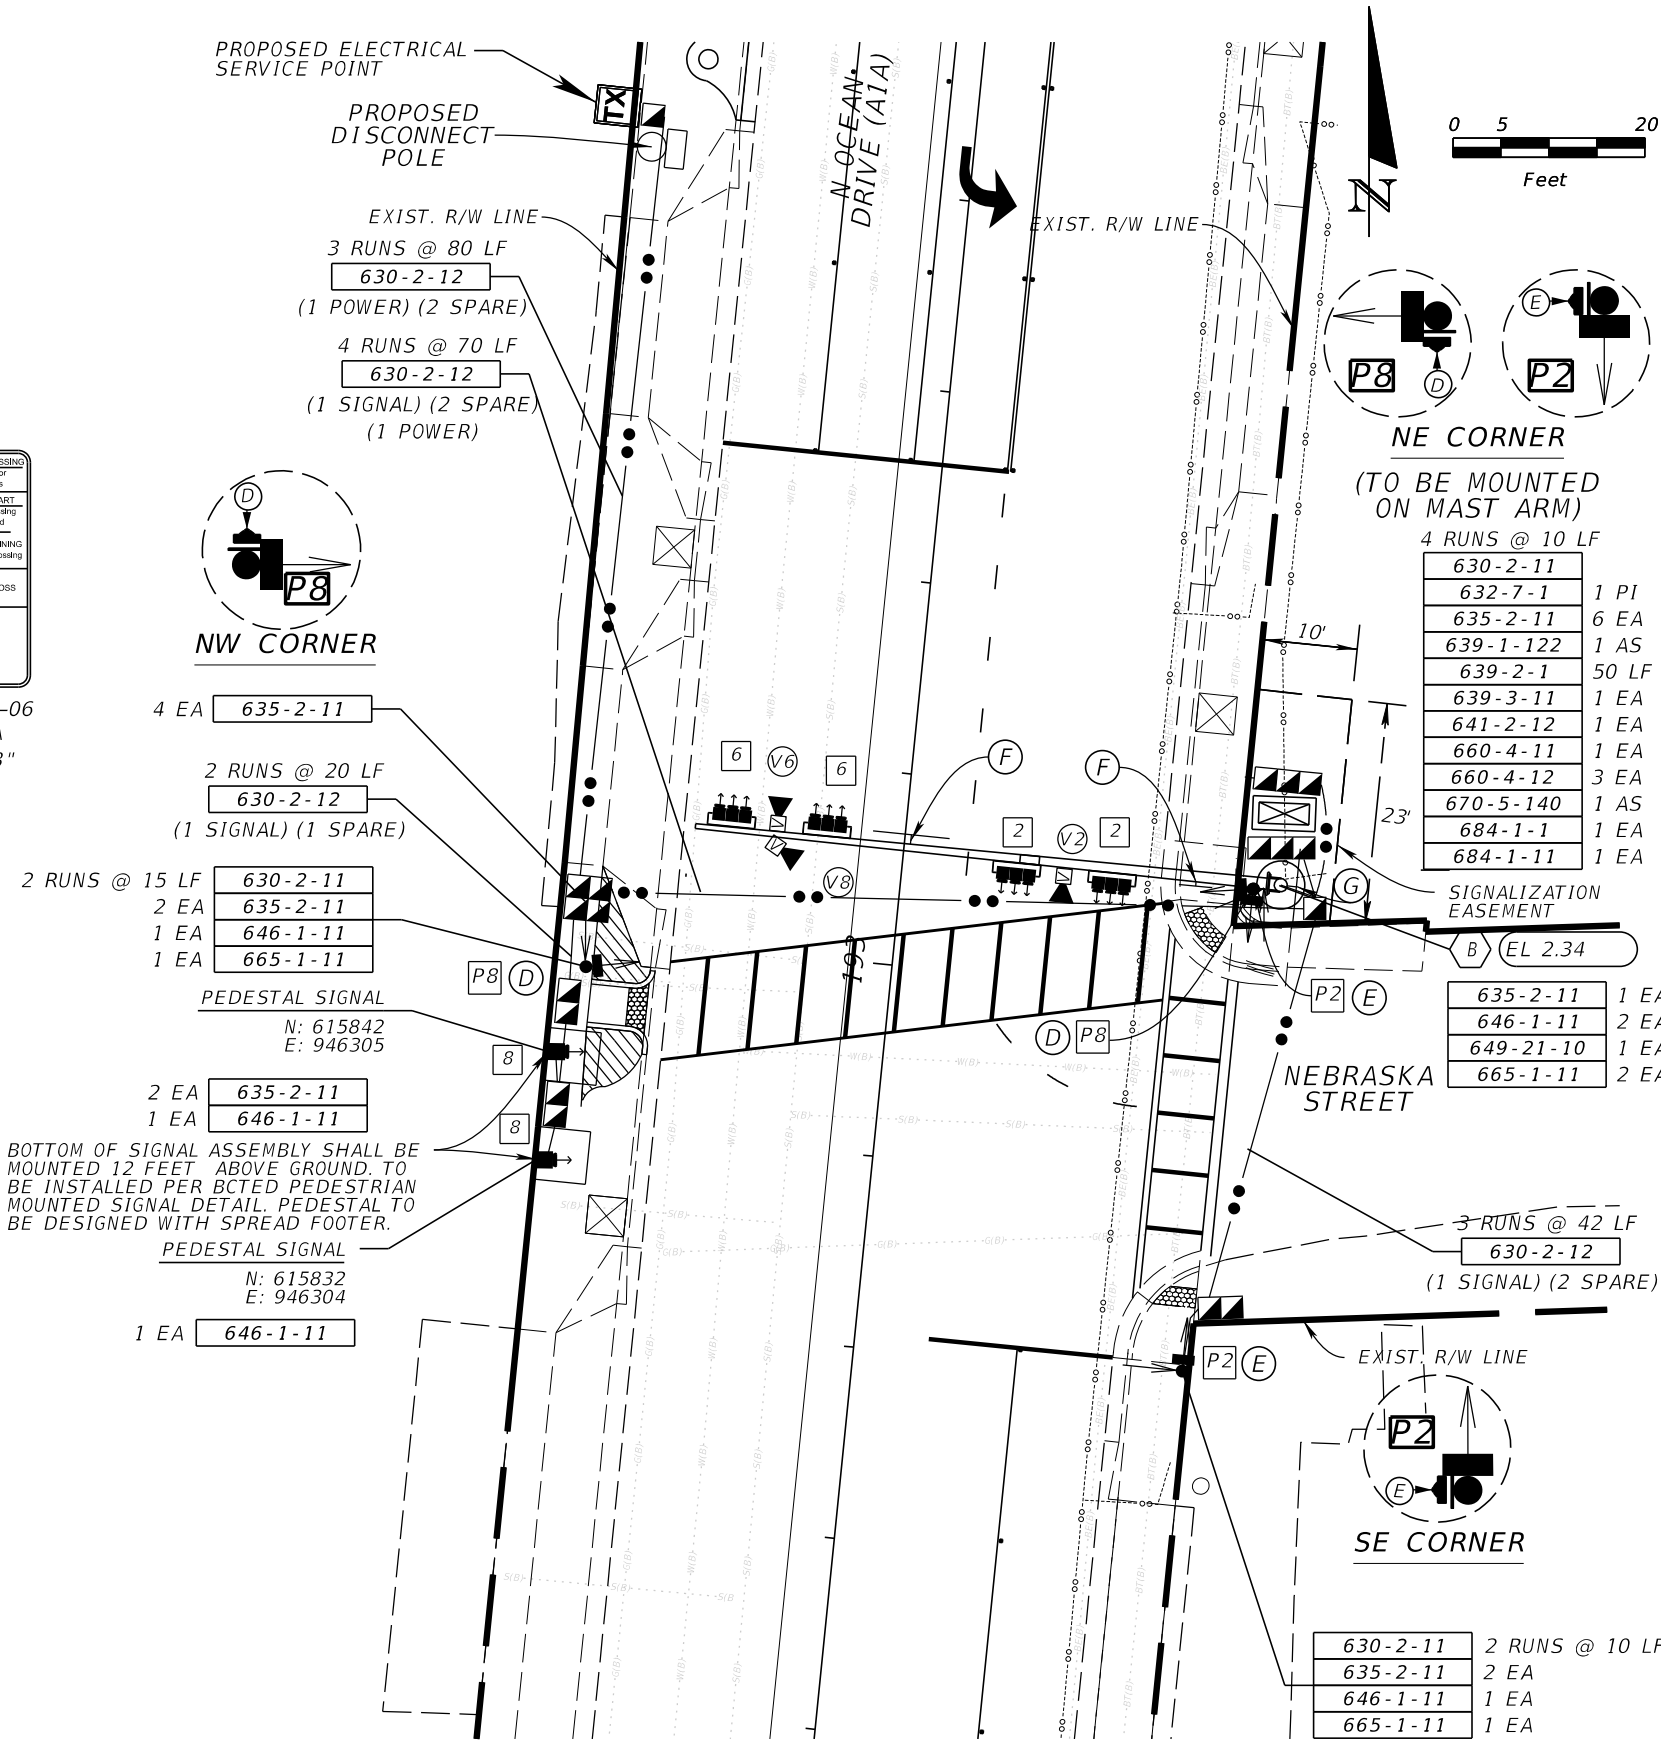 PROPOSED ELECTRICAL
SERVICE POINT
TX
PROPOSED
DISCONNECT
POLE
EXIST. R/W LINE
3 RUNS @ 80 LF
630-2-12
(1 POWER) (2 SPARE)
4 RUNS @ 70 LF
630-2-12
(1 SIGNAL) (2 SPARE)
(1 POWER)
N OCEAN
DRIVE (A1A)
EXIST. R/W LINE
0 5 20
Feet
N
P8
D
E
P2
NE CORNER
(TO BE MOUNTED
ON MAST ARM)
4 RUNS @ 10 LF
630-2-11
632-7-1 1 PI
635-2-11 6 EA
639-1-122 1 AS
639-2-1 50 LF
639-3-11 1 EA
641-2-12 1 EA
660-4-11 1 EA
660-4-12 3 EA
670-5-140 1 AS
684-1-1 1 EA
684-1-11 1 EA
SIGNALIZATION
EASEMENT
10'
23'
D
P8
NW CORNER
-06
4 EA 635-2-11
2 RUNS @ 20 LF
630-2-12
(1 SIGNAL) (1 SPARE)
2 RUNS @ 15 LF 630-2-11
2 EA 635-2-11
1 EA 646-1-11
1 EA 665-1-11
P8 D
PEDESTAL SIGNAL
N: 615842
E: 946305
8
2 EA 635-2-11
1 EA 646-1-11
8
BOTTOM OF SIGNAL ASSEMBLY SHALL BE
MOUNTED 12 FEET ABOVE GROUND. TO
BE INSTALLED PER BCTED PEDESTRIAN
MOUNTED SIGNAL DETAIL. PEDESTAL TO
BE DESIGNED WITH SPREAD FOOTER.
PEDESTAL SIGNAL
N: 615832
E: 946304
1 EA 646-1-11
6 V6 6
F F
2 V2 2
V8
G
193
B EL 2.34
P2 E
D P8
635-2-11 1 EA
646-1-11 2 EA
649-21-10 1 EA
665-1-11 2 EA
NEBRASKA
STREET
3 RUNS @ 42 LF
630-2-12
(1 SIGNAL) (2 SPARE)
P2 E
EXIST. R/W LINE
P2
E
SE CORNER
630-2-11 2 RUNS @ 10 LF
635-2-11 2 EA
646-1-11 1 EA
665-1-11 1 EA